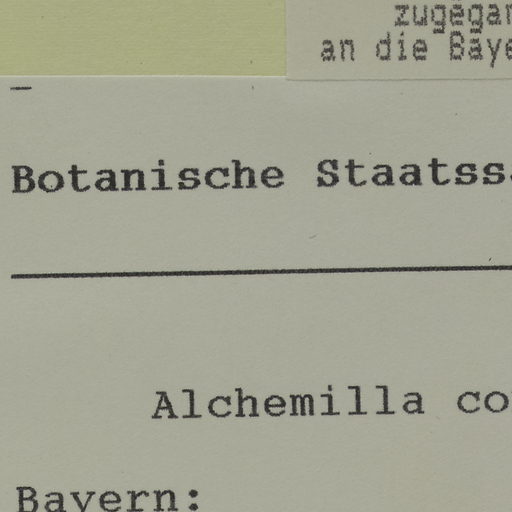 zugegan
an die Baye
Botanische Staatss
Alchemilla co
Bayern: